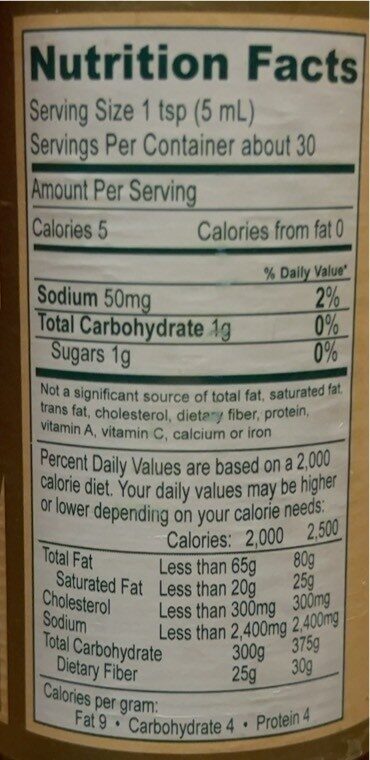 Nutrition Facts
Serving Size 1 tsp (5 mL)
Servings Per Container about 30
Amount Per Serving
Calories 5 Calories from fat 0
% Daily Value*
Sodium 50mg 2%
Total Carbohydrate 1g 0%
Sugars 1g 0%
Not a significant source of total fat, saturated fat,
trans fat, cholesterol, dietary fiber, protein,
vitamin A, vitamin C, calcium or iron
Percent Daily Values are based on a 2,000
calorie diet. Your daily values may be higher
or lower depending on your calorie needs:
Calories: 2,000 2,500
Total Fat Less than 65g 80g
Saturated Fat Less than 20g 25g
Cholesterol Less than 300mg 300mg
Sodium Less than 2,400mg 2,400mg
Total Carbohydrate 300g 375g
Dietary Fiber 25g 30g
Calories per gram:
Fat 9 • Carbohydrate 4 • Protein 4